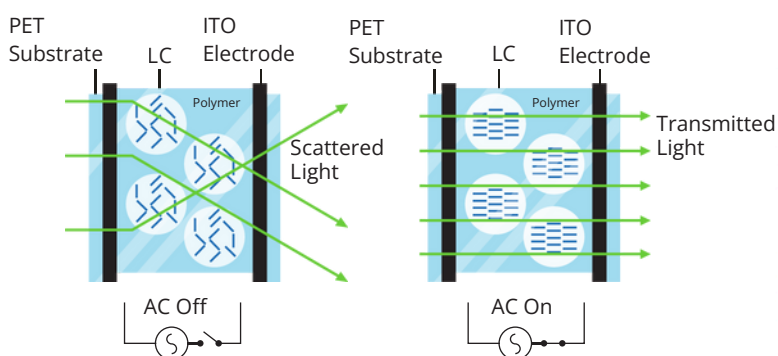 PET
Substrate
LC
ITO
Electrode
Polymer
Scattered
Light
AC Off
PET
Substrate
LC
ITO
Electrode
Polymer
Transmitted
Light
AC On